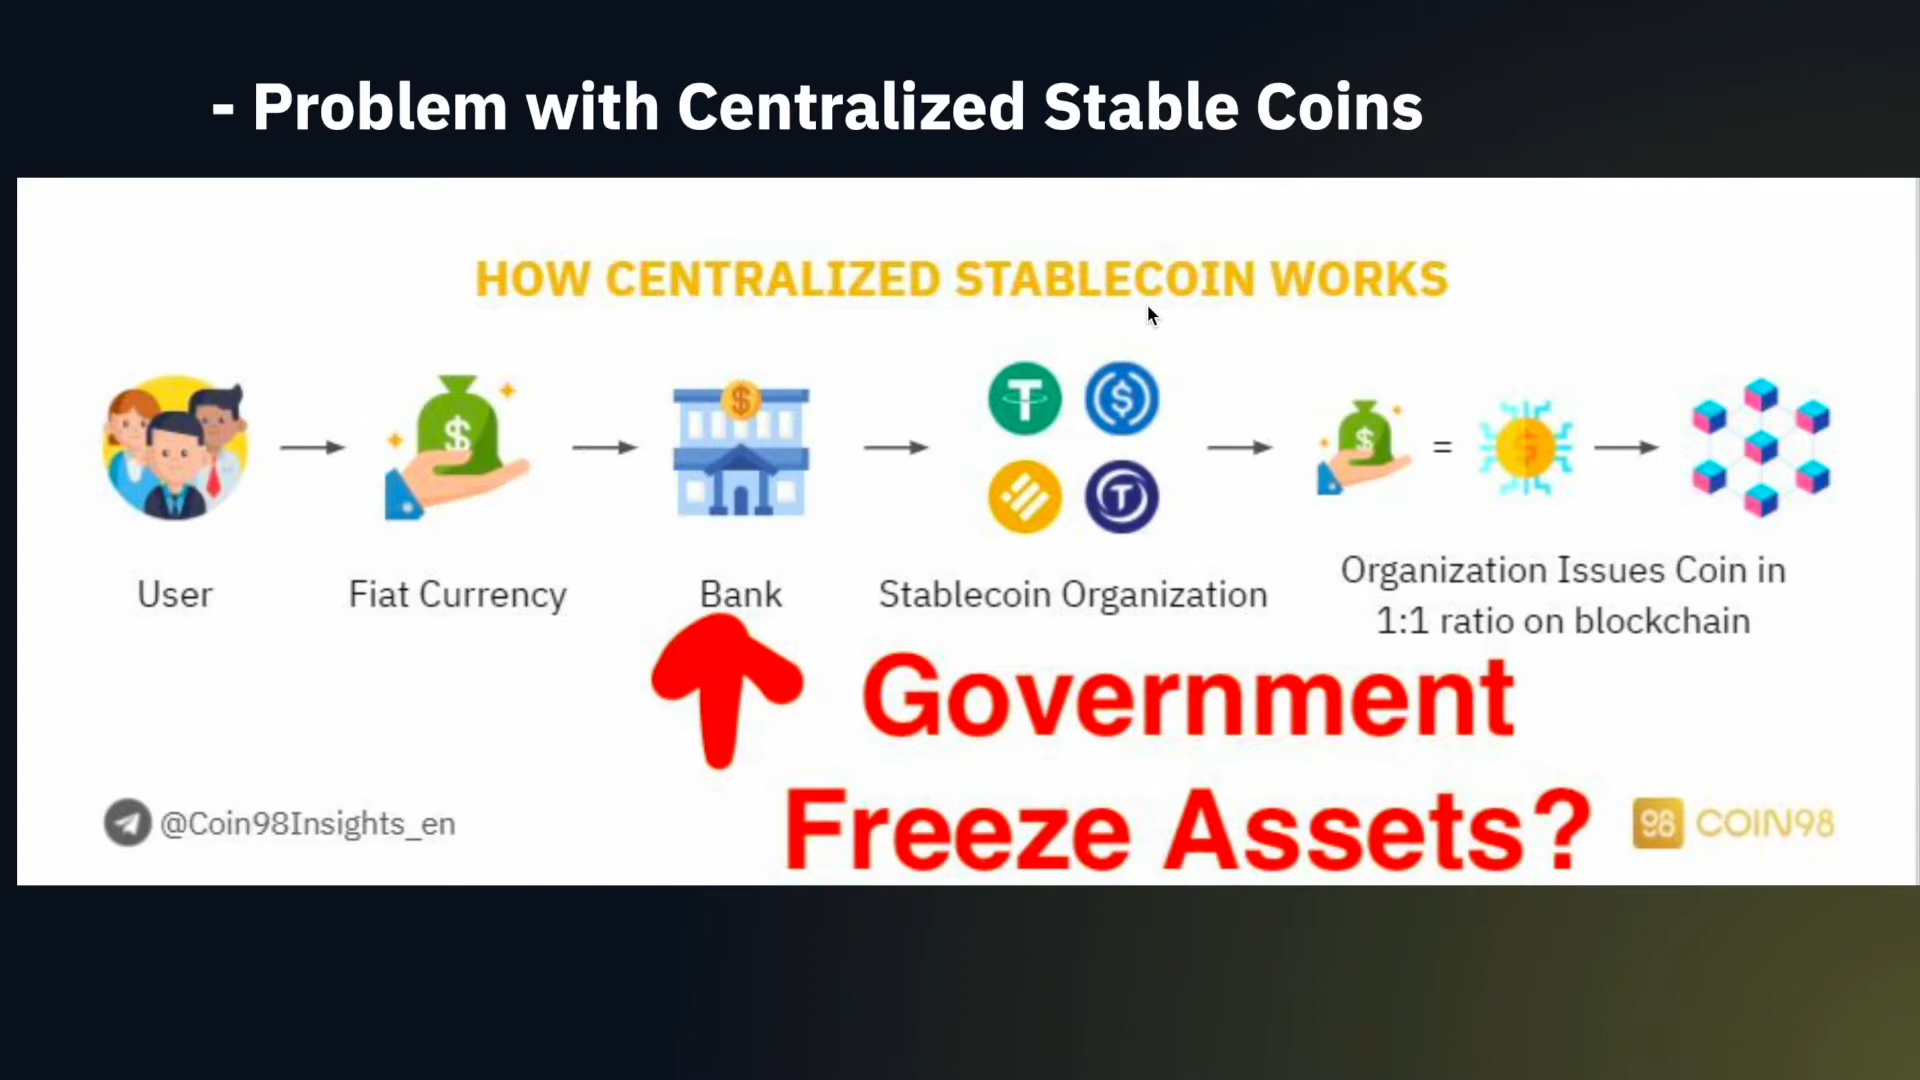 - Problem with Centralized Stable Coins
HOW CENTRALIZED STABLECOIN WORKS
=
User
Fiat Currency
Bank
Stablecoin Organization
Organization Issues Coin in
1:1 ratio on blockchain
Government
Freeze Assets?
@Coin98Insights_en
98 COIN98